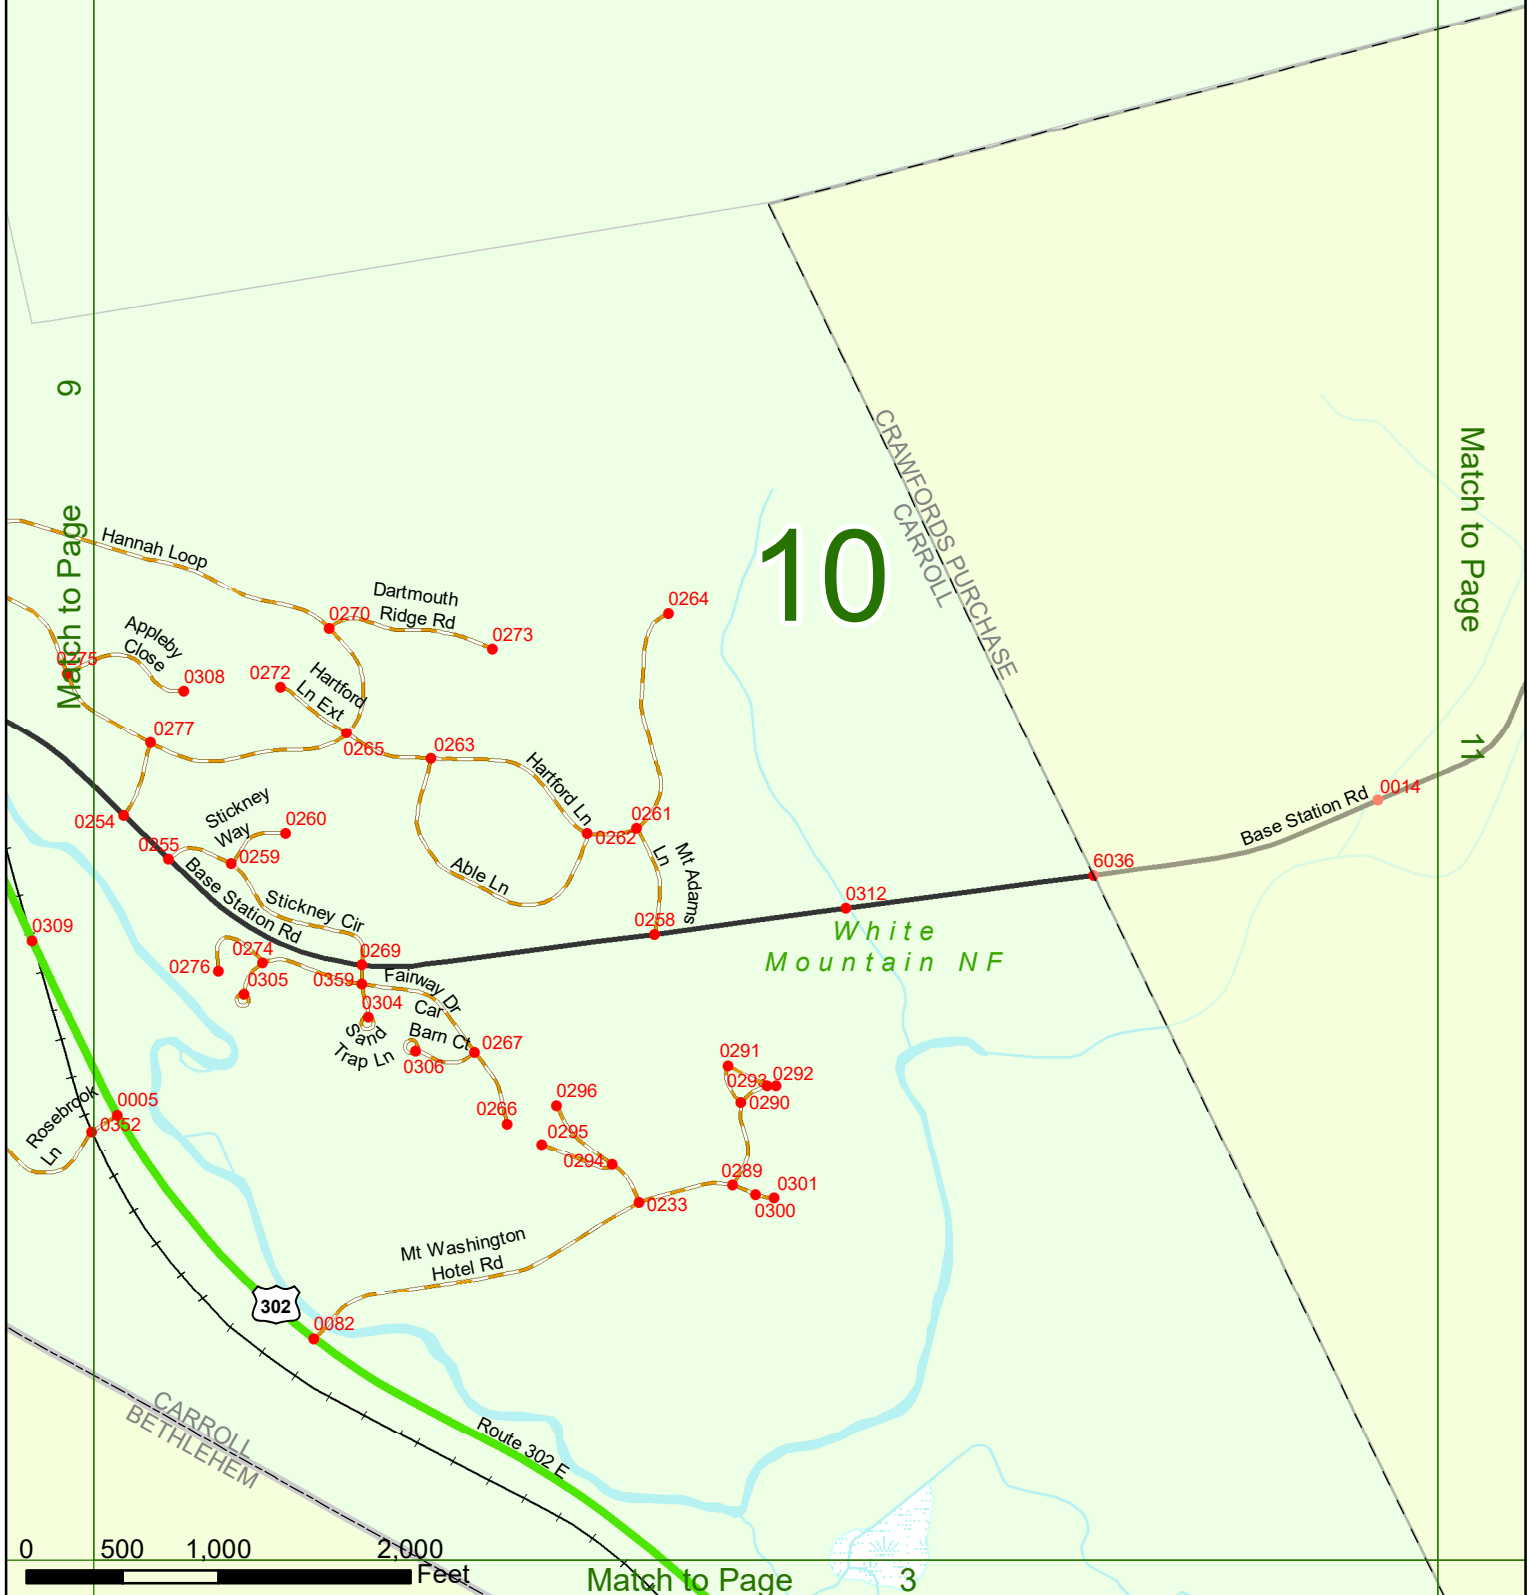 9
Match to Page
CRAWFORDS PURCHASE
CARROLL
Match to Page
11
10
Hannah Loop
Dartmouth
Ridge Rd
0264
0270
0273
Appleby
Close
0275
0308
0272
Hartford
Ln Ext
0277
0265
0263
Hartford Ln
0014
Base Station Rd
Stickney
Way
0260
0254
0255
0259
0262
0261
Mt Adams
Ln
Able Ln
6036
Base
Station Rd
Stickney Cir
0312
White
Mountain NF
0258
0309
0274
0269
0276
0305
0359
Fairway Dr
0304
Car
Barn Ct
Sand
Trap Ln
0306
0267
0291
0293
0292
0290
0296
0266
0295
0294
0005
0352
Rosebrook
Ln
0289
0301
0300
0233
Mt Washington
Hotel Rd
302
0082
CARROLL
BETHLEHEM
Route 302 E
0 500 1,000 2,000
Feet
Match to Page 3